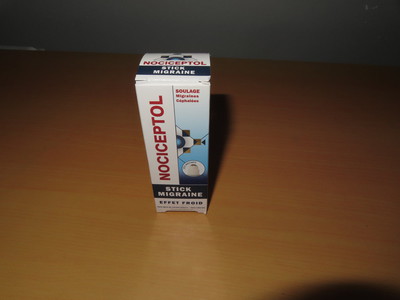 NOCICEPTOL
STICK
MIGRAINE
SOULAGE
Migraines
Céphalées
NOCICEPTOL
STICK
MIGRAINE
EFFET FROID